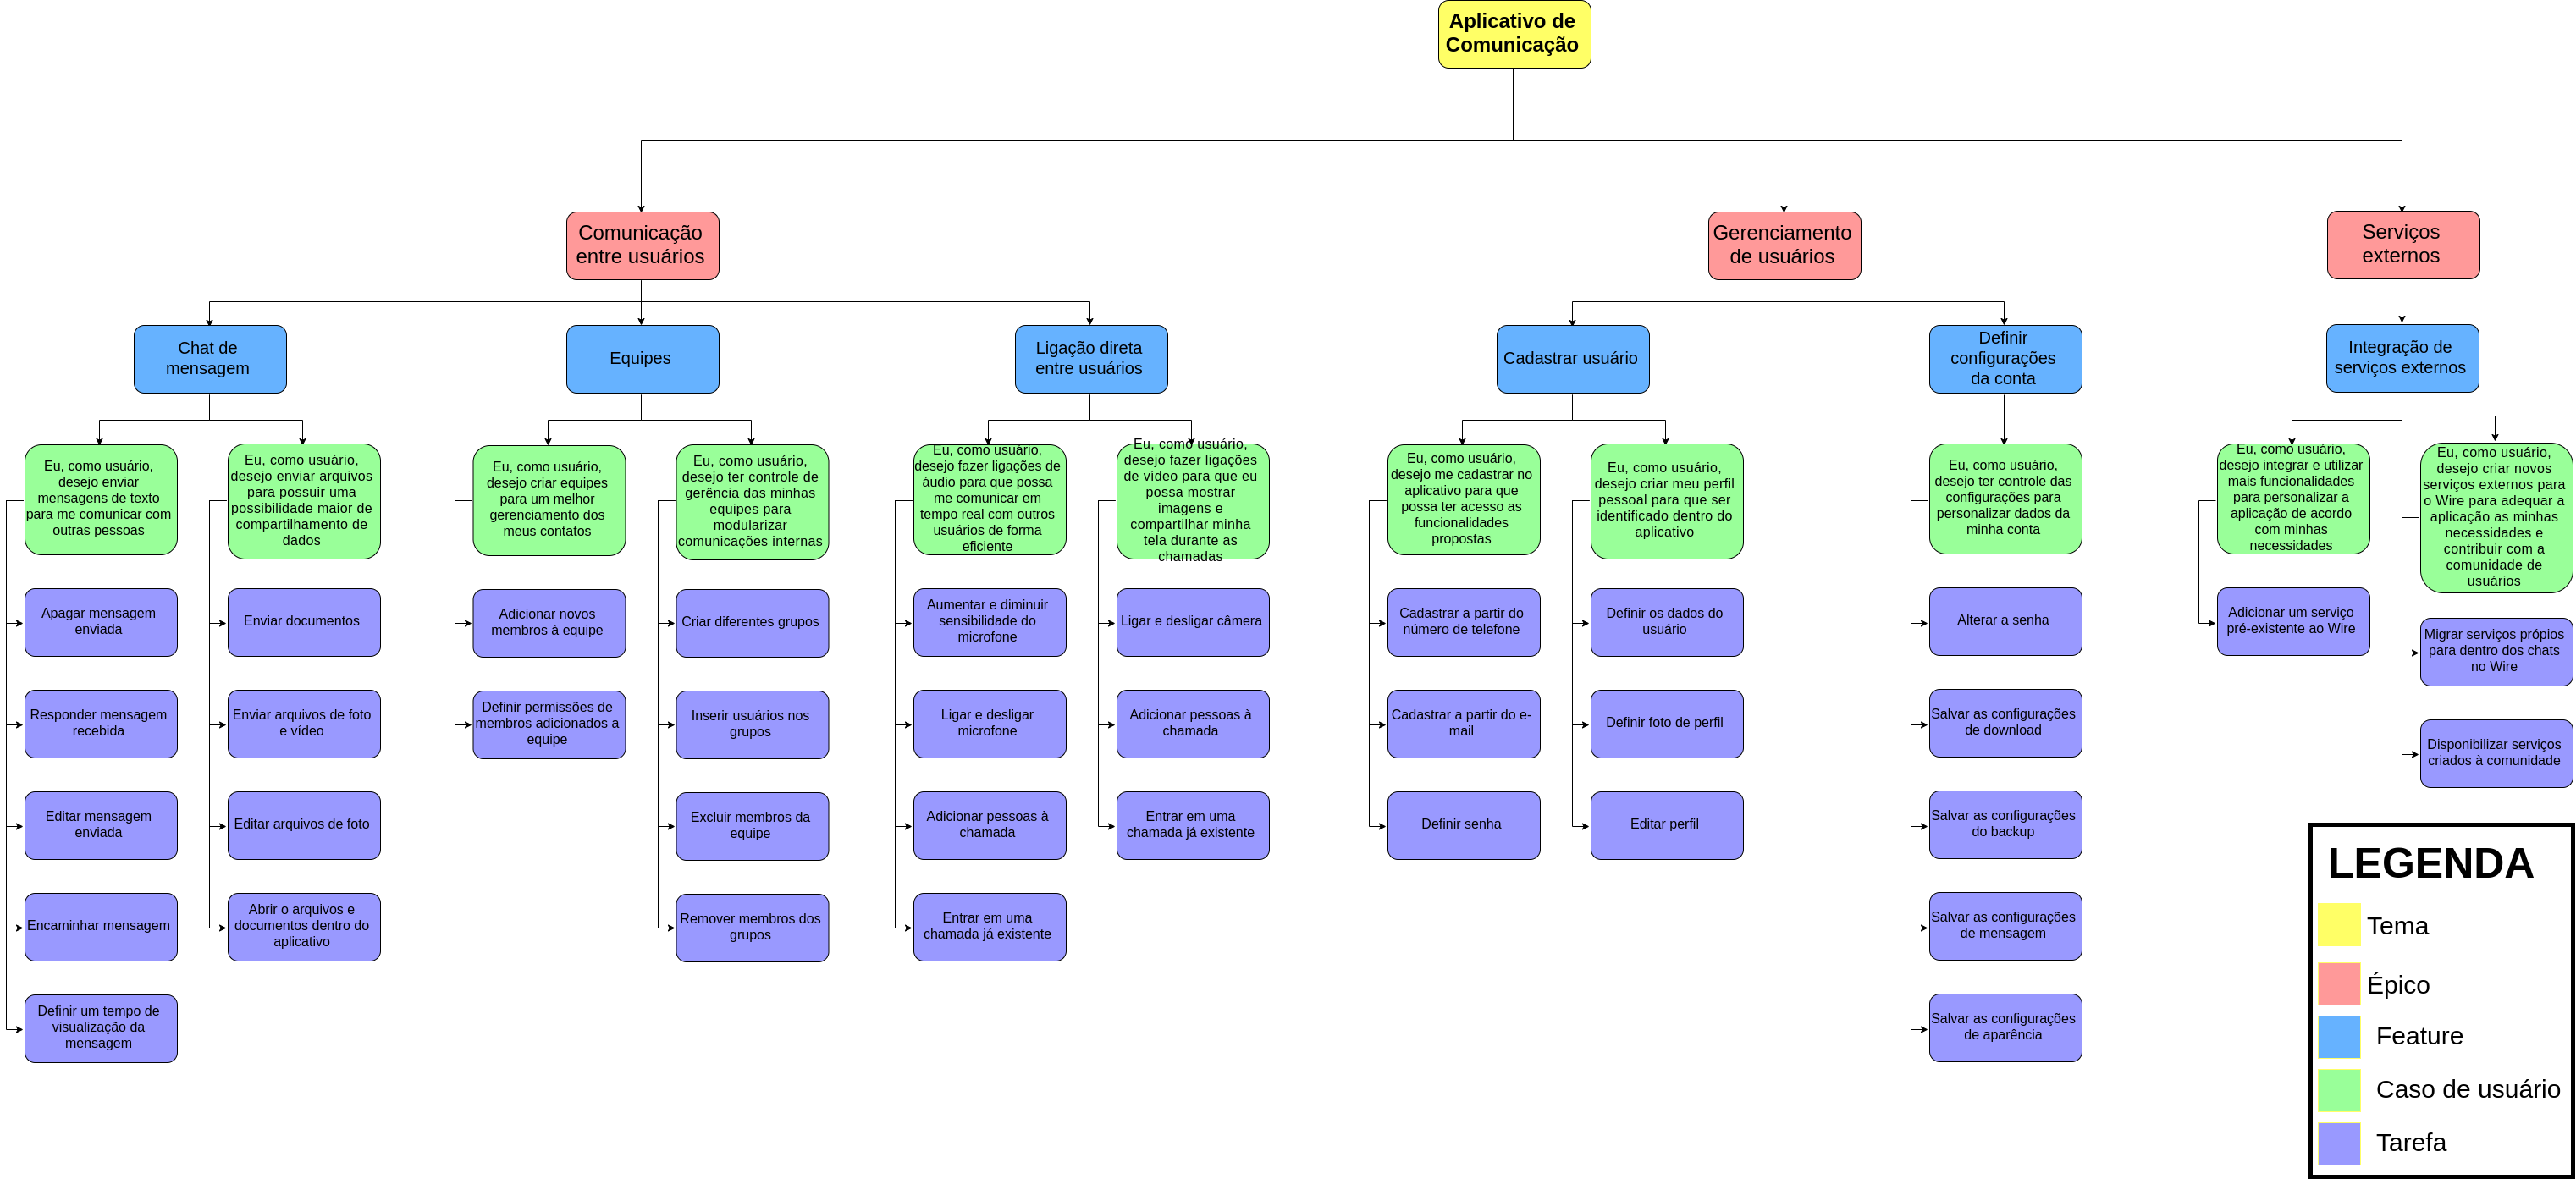 Aplicativo de
Comunicação
Comunicação
entre usuários
Gerenciamento
de usuários
Serviços
externos
Chat de
mensagem
Equipes
Ligação direta
entre usuários
Cadastrar usuário
Definir
configurações
da conta
Integração de
serviços externos
Eu, como usuário,
desejo enviar
mensagens de texto
para me comunicar com
outras pessoas
Eu, como usuário,
desejo enviar arquivos
para possuir uma
possibilidade maior de
compartilhamento de
dados
Eu, como usuário,
desejo criar equipes
para um melhor
gerenciamento dos
meus contatos
Eu, como usuário,
desejo ter controle de
gerência das minhas
equipes para
modularizar
comunicações internas
Eu, como usuário,
desejo fazer ligações de
áudio para que possa
me comunicar em
tempo real com outros
usuários de forma
eficiente
Eu, como usuário,
desejo fazer ligações
de vídeo para que eu
possa mostrar
imagens e
compartilhar minha
tela durante as
chamadas
Eu, como usuário,
desejo me cadastrar no
aplicativo para que
possa ter acesso as
funcionalidades
propostas
Eu, como usuário,
desejo criar meu perfil
pessoal para que ser
identificado dentro do
aplicativo
Eu, como usuário,
desejo ter controle das
configurações para
personalizar dados da
minha conta
Eu, como usuário,
desejo integrar e utilizar
mais funcionalidades
para personalizar a
aplicação de acordo
com minhas
necessidades
Eu, como usuário,
desejo criar novos
serviços externos para
o Wire para adequar a
aplicação as minhas
necessidades e
contribuir com a
comunidade de
usuários
Apagar mensagem
enviada
Responder mensagem
recebida
Editar mensagem
enviada
Encaminhar mensagem
Definir um tempo de
visualização da
mensagem
Enviar documentos
Enviar arquivos de foto
e vídeo
Editar arquivos de foto
Abrir o arquivos e
documentos dentro do
aplicativo
Adicionar novos
membros à equipe
Definir permissões de
membros adicionados a
equipe
Criar diferentes grupos
Inserir usuários nos
grupos
Excluir membros da
equipe
Remover membros dos
grupos
Aumentar e diminuir
sensibilidade do
microfone
Ligar e desligar
microfone
Adicionar pessoas à
chamada
Entrar em uma
chamada já existente
Ligar e desligar câmera
Adicionar pessoas à
chamada
Entrar em uma
chamada já existente
Cadastrar a partir do
número de telefone
Cadastrar a partir do e-
mail
Definir senha
Definir os dados do
usuário
Definir foto de perfil
Editar perfil
Alterar a senha
Salvar as configurações
de download
Salvar as configurações
do backup
Salvar as configurações
de mensagem
Salvar as configurações
de aparência
Adicionar um serviço
pré-existente ao Wire
Migrar serviços própios
para dentro dos chats
no Wire
Disponibilizar serviços
criados à comunidade
LEGENDA
Tema
Épico
Feature
Caso de usuário
Tarefa